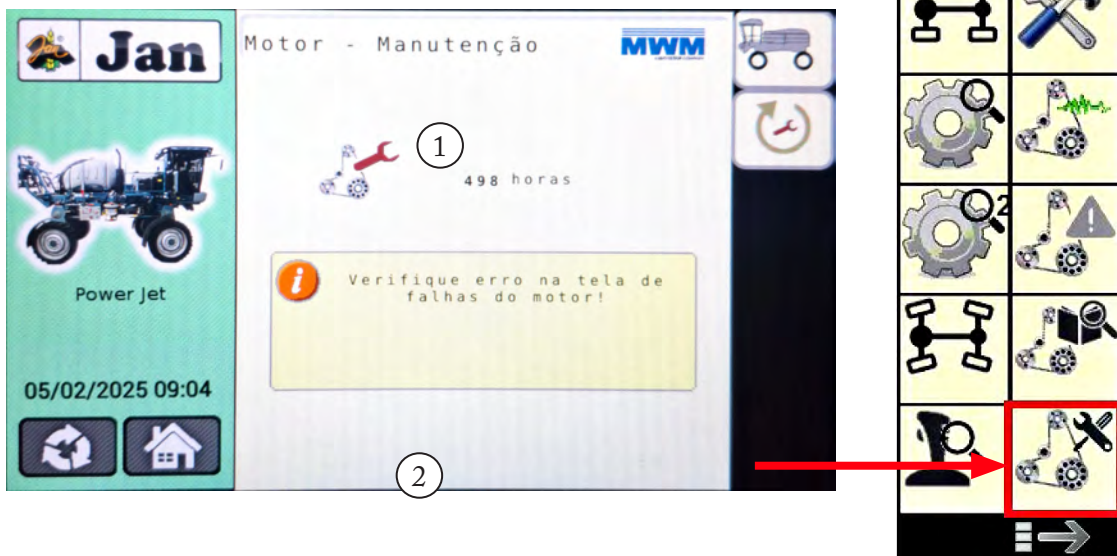 Jan
Motor - Manutenção
MWM
1
498 horas
i
Verifique erro na tela de
falhas do motor!
Power Jet
05/02/2025 09:04
2
2